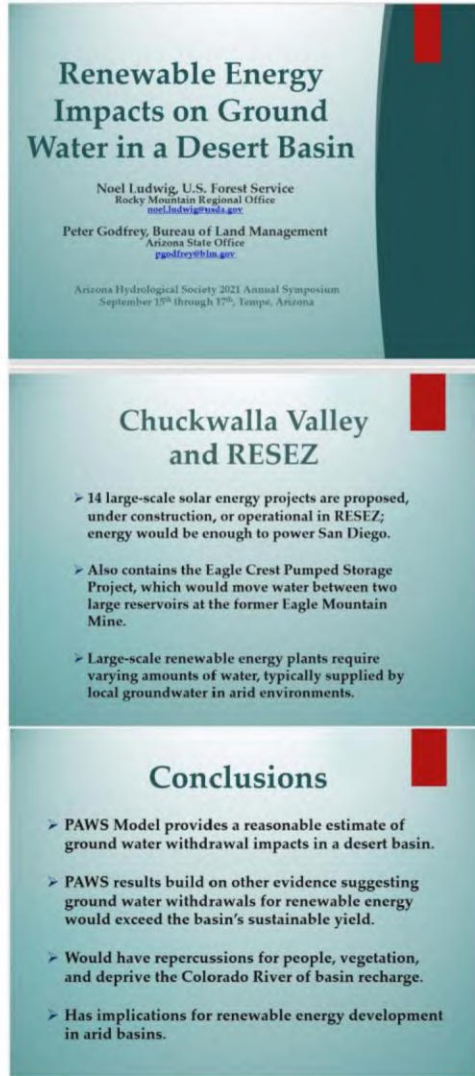 Renewable Energy
Impacts on Ground
Water in a Desert Basin
Noel Ludwig, U.S. Forest Service
Rocky Mountain Regional Office
noel.ludwig@usda.gov
Peter Godfrey, Bureau of Land Management
Arizona State Office
pgodfrey@blm.gov
Arizona Hydrological Society 2021 Annual Symposium
September 15th through 17th, Tempe, Arizona
Chuckwalla Valley
and RESEZ
➢ 14 large-scale solar energy projects are proposed,
under construction, or operational in RESEZ;
energy would be enough to power San Diego.
➢ Also contains the Eagle Crest Pumped Storage
Project, which would move water between two
large reservoirs at the former Eagle Mountain
Mine.
➢ Large-scale renewable energy plants require
varying amounts of water, typically supplied by
local groundwater in arid environments.
Conclusions
➢ PAWS Model provides a reasonable estimate of
ground water withdrawal impacts in a desert basin.
➢ PAWS results build on other evidence suggesting
ground water withdrawals for renewable energy
would exceed the basin's sustainable yield.
➢ Would have repercussions for people, vegetation,
and deprive the Colorado River of basin recharge.
➢ Has implications for renewable energy development
in arid basins.